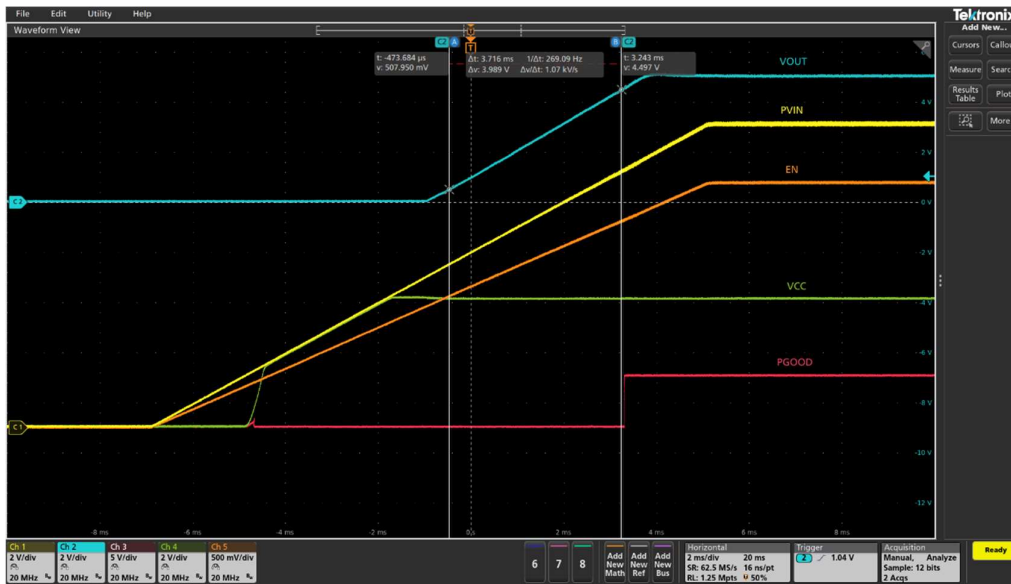 File Edit Utility Help
Tektronix
Waveform View
Add New...
C2 A
T
B C2
t: -473.684 µs
v: 507.950 mV
Δt: 3.716 ms 1/Δt: 269.09 Hz
Δv: 3.989 V Δv/Δt: 1.07 kV/s
t: 3.243 ms
v: 4.497 V
Cursors
Callou
Measure
Searc
Results
Table
Plot
More
VOUT
PVIN
EN
VCC
PGOOD
4 V
2 V
0 V
-2 V
-4 V
-6 V
-8 V
-10 V
-12 V
C1
-8 ms
-6 ms
-4 ms
-2 ms
0 s
2 ms
4 ms
6 ms
8 ms
Ch 1
2 V/div
20 MHz
Ch 2
2 V/div
20 MHz
Ch 3
5 V/div
20 MHz
Ch 4
2 V/div
20 MHz
Ch 5
500 mV/div
20 MHz
6
7
8
Add
New
Math
Add
New
Ref
Add
New
Bus
Horizontal
2 ms/div 20 ms
SR: 62.5 MS/s 16 ns/pt
RL: 1.25 Mpts 50%
Trigger
2 1.04 V
Acquisition
Manual, Analyze
Sample: 12 bits
2 Acqs
Ready